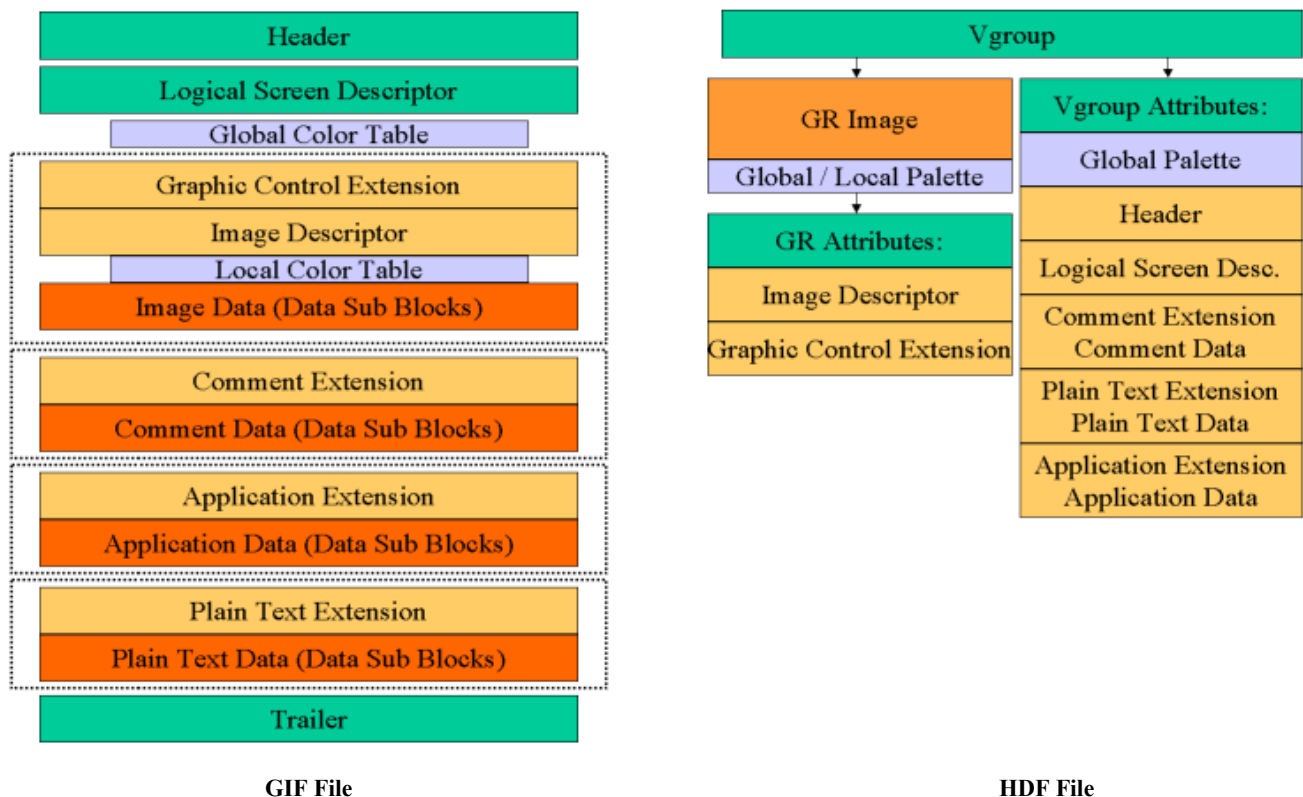 Header
Logical Screen Descriptor
Global Color Table
Graphic Control Extension
Image Descriptor
Local Color Table
Image Data (Data Sub Blocks)
Comment Extension
Comment Data (Data Sub Blocks)
Application Extension
Application Data (Data Sub Blocks)
Plain Text Extension
Plain Text Data (Data Sub Blocks)
Trailer
GIF File
Vgroup
GR Image
Global / Local Palette
GR Attributes:
Image Descriptor
Graphic Control Extension
Vgroup Attributes:
Global Palette
Header
Logical Screen Desc.
Comment Extension
Comment Data
Plain Text Extension
Plain Text Data
Application Extension
Application Data
HDF File